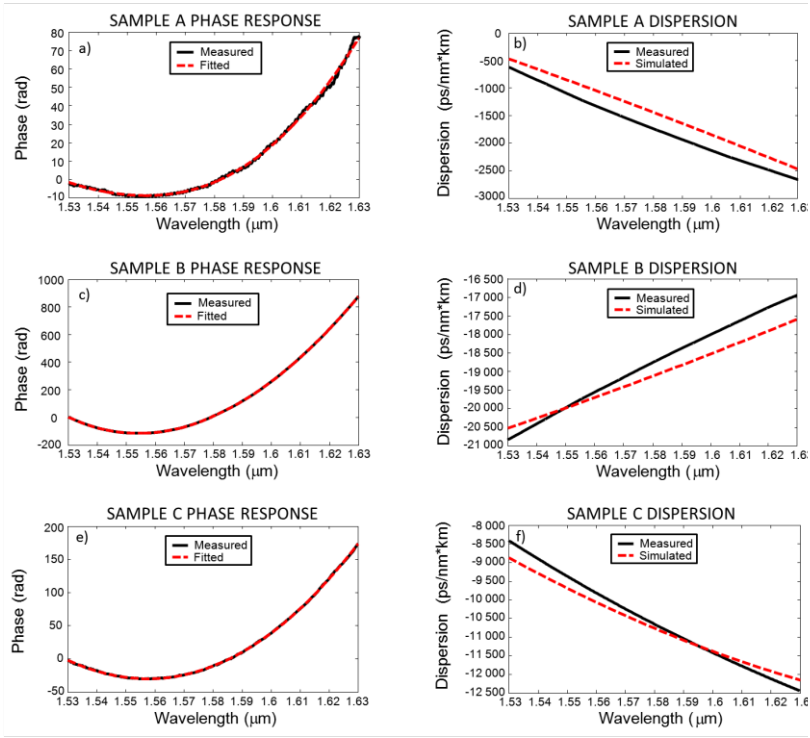 SAMPLE A PHASE RESPONSE
a)
Measured
Fitted
Phase (rad)
80
70
60
50
40
30
20
10
0
-10
1.53 1.54 1.55 1.56 1.57 1.58 1.59 1.6 1.61 1.62 1.63
Wavelength (μm)
SAMPLE A DISPERSION
b)
Measured
Simulated
Dispersion (ps/nm*km)
0
-500
-1000
-1500
-2000
-2500
-3000
1.53 1.54 1.55 1.56 1.57 1.58 1.59 1.6 1.61 1.62 1.63
Wavelength (μm)
SAMPLE B PHASE RESPONSE
c)
Measured
Fitted
Phase (rad)
1000
800
600
400
200
0
-200
1.53 1.54 1.55 1.56 1.57 1.58 1.59 1.6 1.61 1.62 1.63
Wavelength (μm)
SAMPLE B DISPERSION
d)
Measured
Simulated
Dispersion (ps/nm*km)
-16 500
-17 000
-17 500
-18 000
-18 500
-19 000
-19 500
-20 000
-20 500
-21 000
1.53 1.54 1.55 1.56 1.57 1.58 1.59 1.6 1.61 1.62 1.63
Wavelength (μm)
SAMPLE C PHASE RESPONSE
e)
Measured
Fitted
Phase (rad)
200
150
100
50
0
-50
1.53 1.54 1.55 1.56 1.57 1.58 1.59 1.6 1.61 1.62 1.63
Wavelength (μm)
SAMPLE C DISPERSION
f)
Measured
Simulated
Dispersion (ps/nm*km)
-8 000
-8 500
-9 000
-9 500
-10 000
-10 500
-11 000
-11 500
-12 000
-12 500
1.53 1.54 1.55 1.56 1.57 1.58 1.59 1.6 1.61 1.62 1.63
Wavelength (μm)